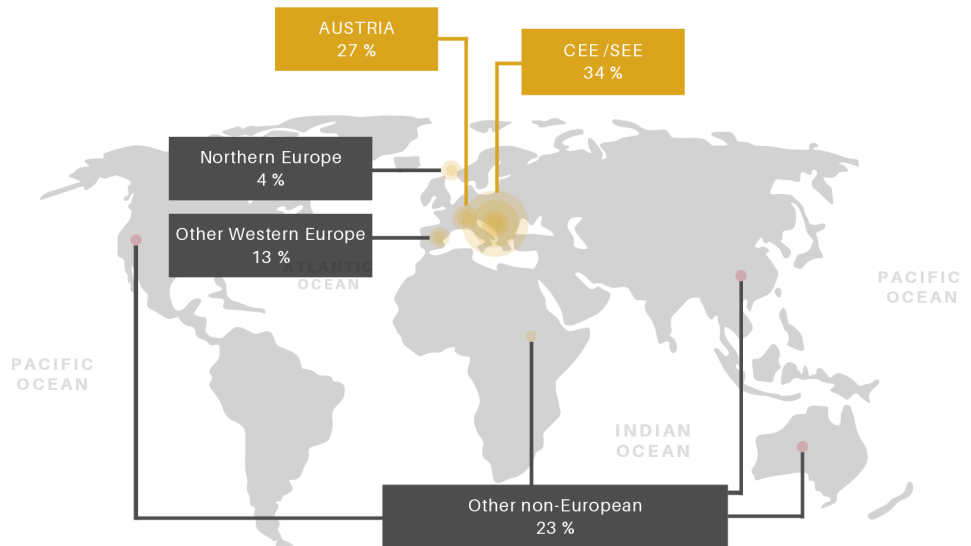 AUSTRIA
27 %
CEE /SEE
34 %
Northern Europe
4 %
Other Western Europe
13 %
ATLANTIC
OCEAN
PACIFIC
OCEAN
PACIFIC
OCEAN
INDIAN
OCEAN
Other non-European
23 %